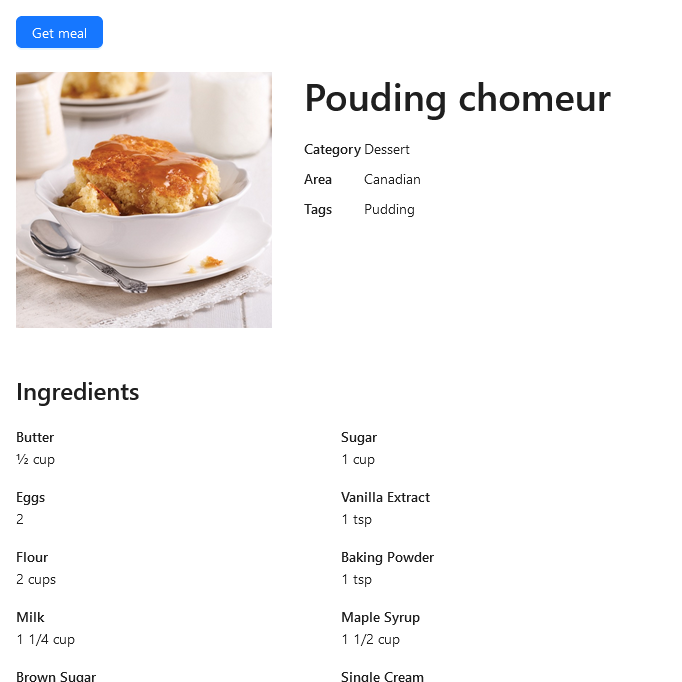 Get meal
Pouding chomeur
Category Dessert
Area Canadian
Tags Pudding
Ingredients
Butter
½ cup
Sugar
1 cup
Eggs
2
Vanilla Extract
1 tsp
Flour
2 cups
Baking Powder
1 tsp
Milk
1 1/4 cup
Maple Syrup
1 1/2 cup
Brown Sugar
Single Cream